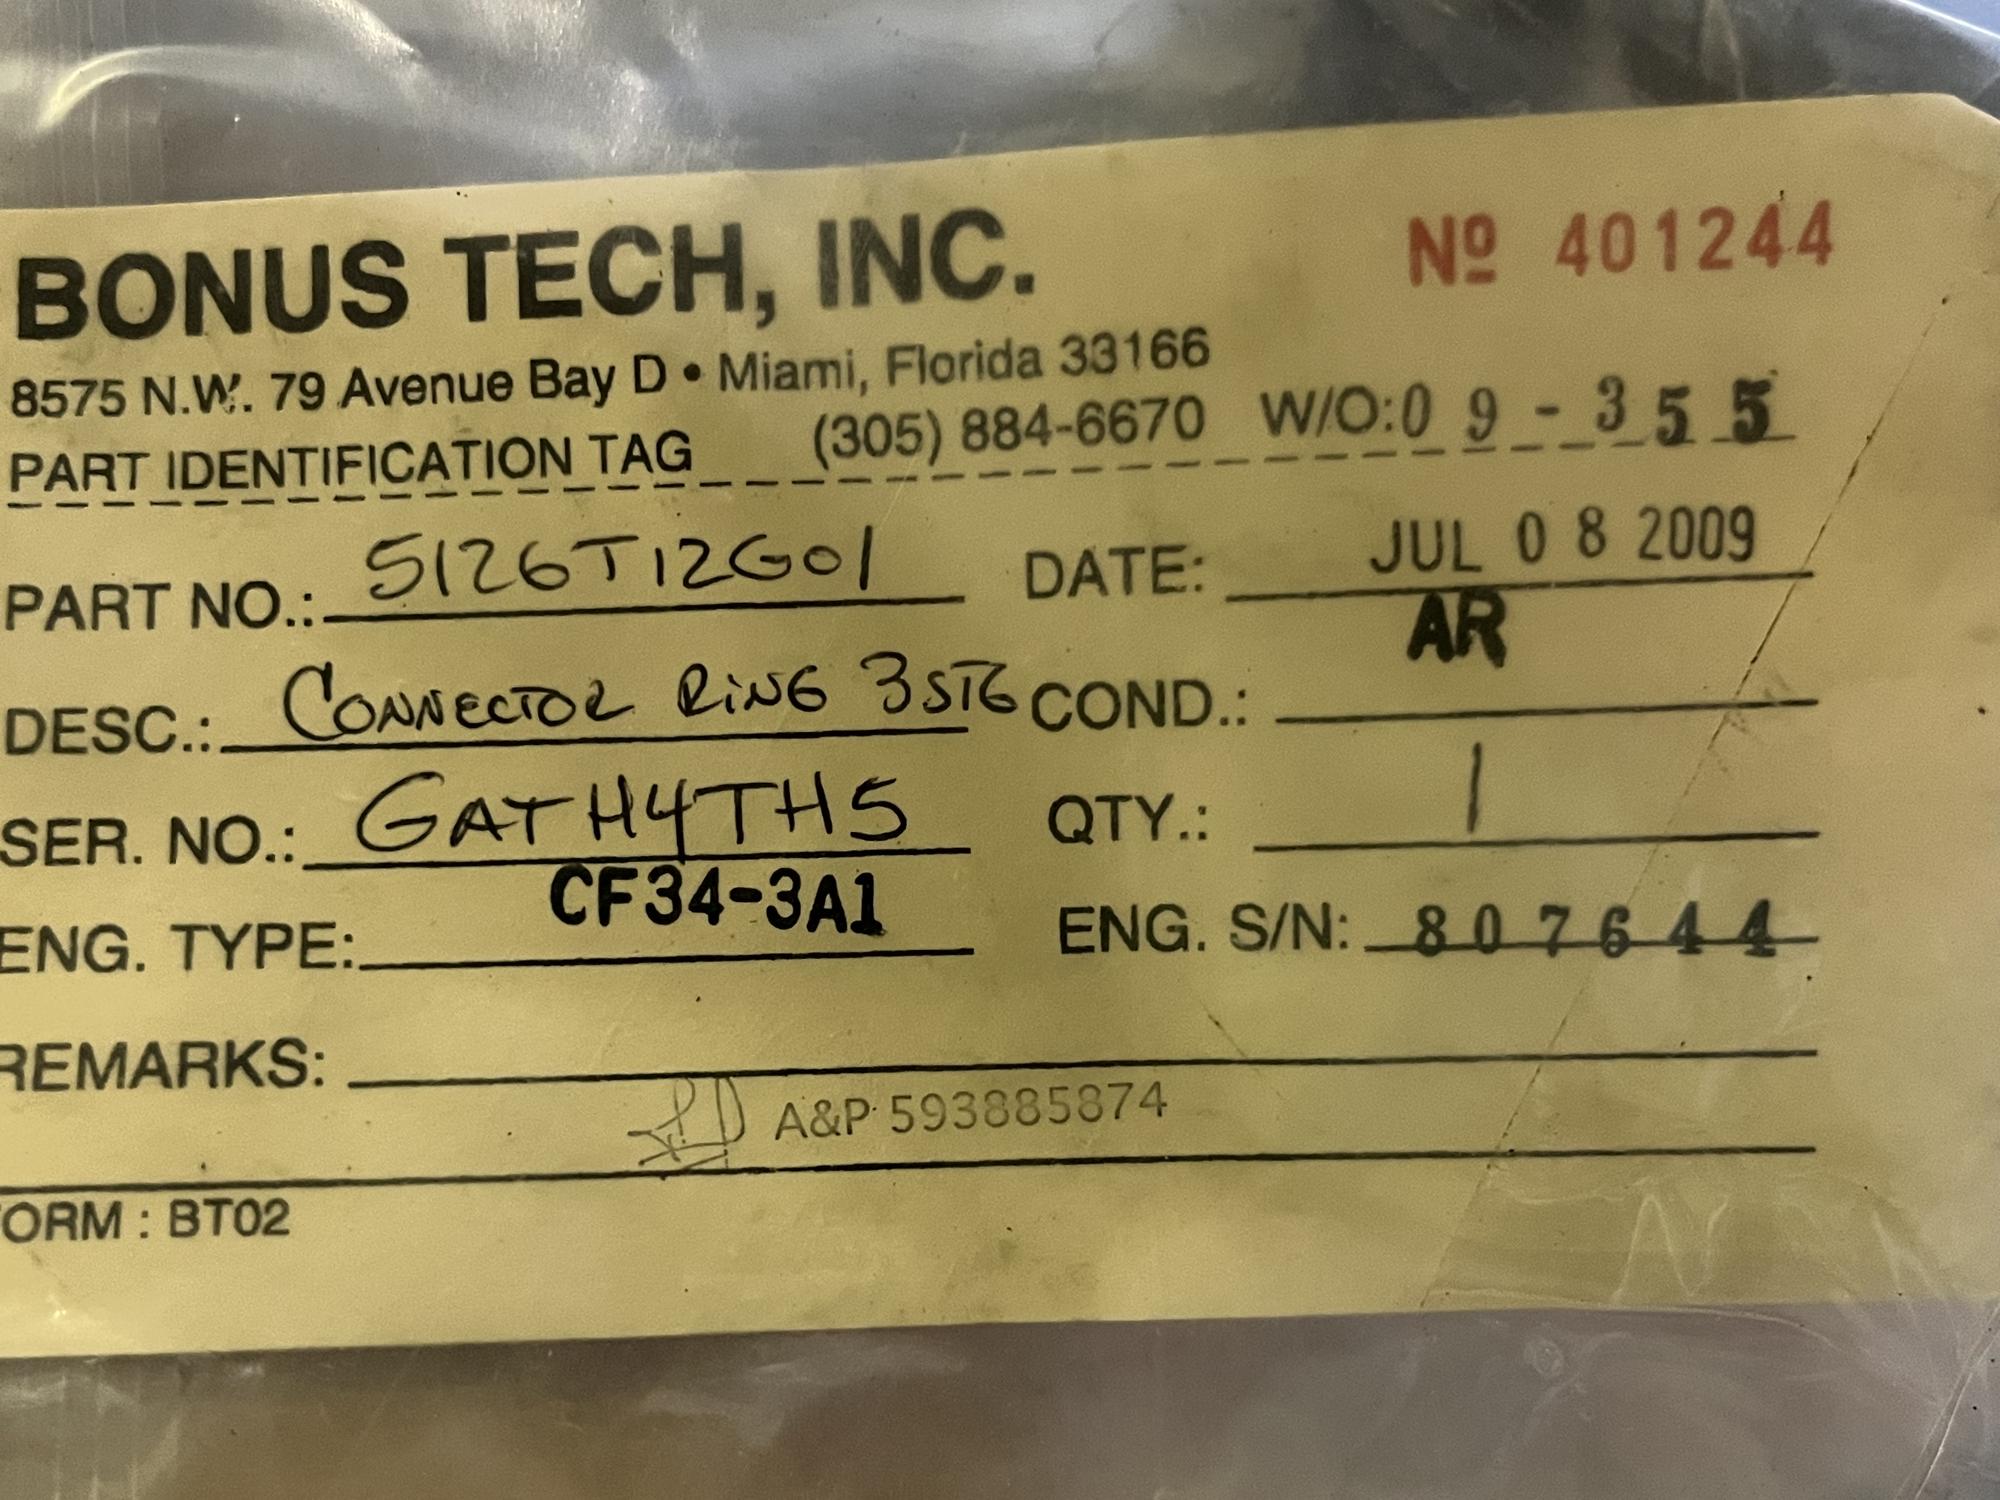 BONUS TECH, INC.
Nº 401244
8575 N.W. 79 Avenue Bay D • Miami, Florida 33166
PART IDENTIFICATION TAG (305) 884-6670 W/O: 09-355
PART NO.: 5126T12G01 DATE: JUL 08 2009
DESC.: CONNECTOR RING 3STG COND.: AR
SER. NO.: GATH4TH5 QTY.: 1
ENG. TYPE: CF34-3A1 ENG. S/N: 807644
REMARKS:
A&P 593885874
ORM : BT02